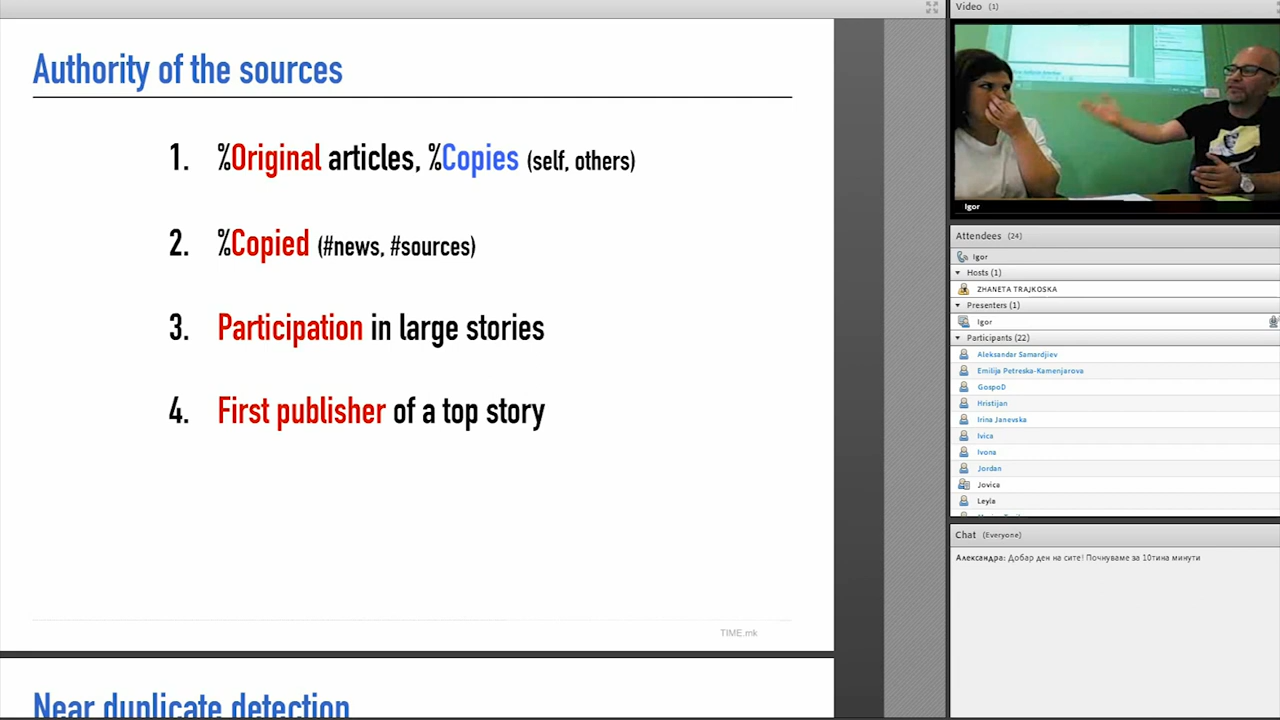 Authority of the sources
1. %Original articles, %Copies (self, others)
2. %Copied (#news, #sources)
3. Participation in large stories
4. First publisher of a top story
TIME.mk
Near duplicate detection
Video (1)
Igor
Attendees (24)
Igor
Hosts (1)
ZHANETA TRAJKOSKA
Presenters (1)
Igor
Participants (22)
Aleksandar Samardjiev
Emilija Petreska-Kamenjarova
GospoD
Hristijan
Irina Janevska
Ivica
Ivona
Jordan
Jovica
Leyla
Chat (Everyone)
Александра: Добар ден на сите! Почнуваме за 10тина минути